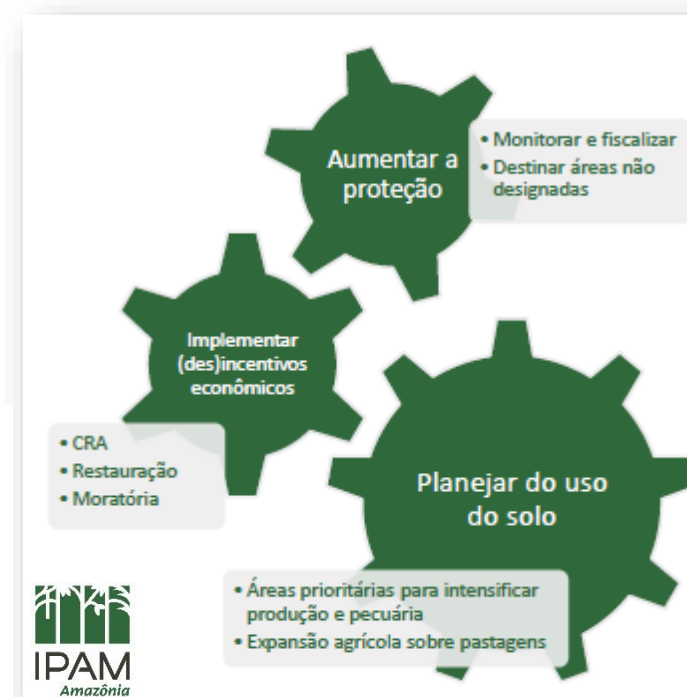 Aumentar a
proteção
• Monitorar e fiscalizar
• Destinar áreas não
designadas
Implementar
(des)incentivos
econômicos
• CRA
• Restauração
• Moratória
Planejar do uso
do solo
• Áreas prioritárias para intensificar
produção e pecuária
• Expansão agrícola sobre pastagens
IPAM
Amazônia